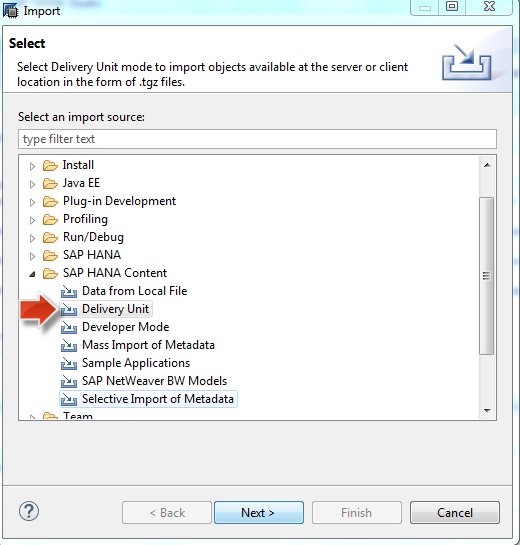 Import
Select
Select Delivery Unit mode to import objects available at the server or client
location in the form of .tgz files.
Select an import source:
type filter text
Install
Java EE
Plug-in Development
Profiling
Run/Debug
SAP HANA
SAP HANA Content
Data from Local File
Delivery Unit
Developer Mode
Mass Import of Metadata
Sample Applications
SAP NetWeaver BW Models
Selective Import of Metadata
Team
?
< Back
Next >
Finish
Cancel